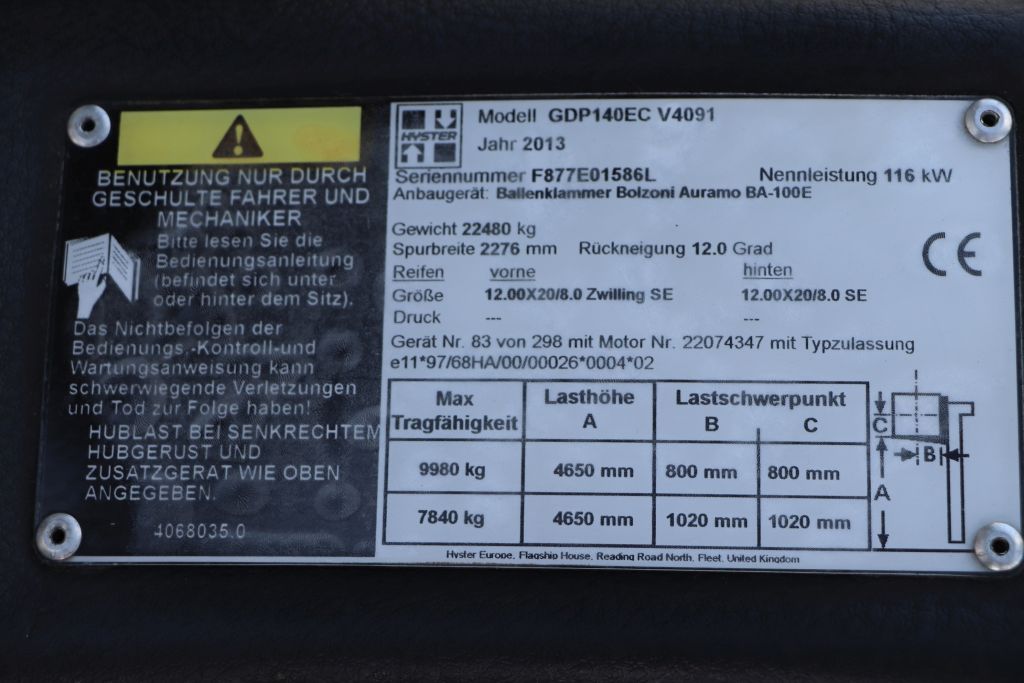 BENUTZUNG NUR DURCH
GESCHULTE FAHRER UND
MECHANIKER
Bitte lesen Sie die
Bedienungsanleitung
(befindet sich unter
oder hinter dem Sitz).
Das Nichtbefolgen der
Bedienungs,-Kontroll-und
Wartungsanweisung kann
schwerwiegende Verletzungen
und Tod zur Folge haben!
HUBLAST BEI SENKRECHTEM
HUBGERUST UND
ZUSATZGERAT WIE OBEN
ANGEGEBEN.
4068035.0
HYSTER
Modell GDP140EC V4091
Jahr 2013
Seriennummer F877E01586L Nennleistung 116 kW
Anbaugerät: Ballenklammer Bolzoni Auramo BA-100E
Gewicht 22480 kg
Spurbreite 2276 mm Rückneigung 12.0 Grad
CE
Reifen vorne hinten
Größe 12.00X20/8.0 Zwilling SE 12.00X20/8.0 SE
Druck --- ---
Gerät Nr. 83 von 298 mit Motor Nr. 22074347 mit Typzulassung
e11*97/68HA/00/00026*0004*02
Max Tragfähigkeit Lasthöhe A Lastschwerpunkt B C
9980 kg 4650 mm 800 mm 800 mm
7840 kg 4650 mm 1020 mm 1020 mm
C
B
A
Hyster Europe, Flagship House, Reading Road North, Fleet, United Kingdom